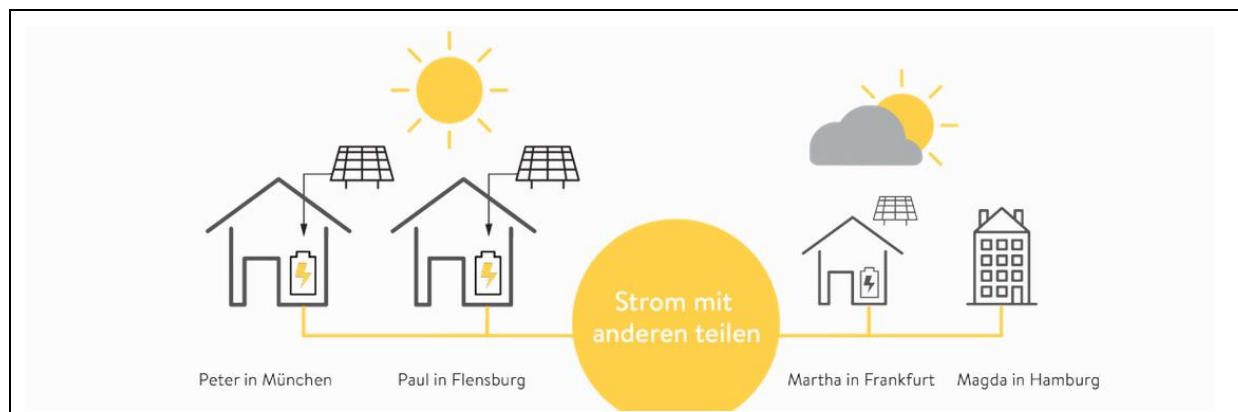 Strom mit
anderen teilen
Peter in München
Paul in Flensburg
Martha in Frankfurt
Magda in Hamburg